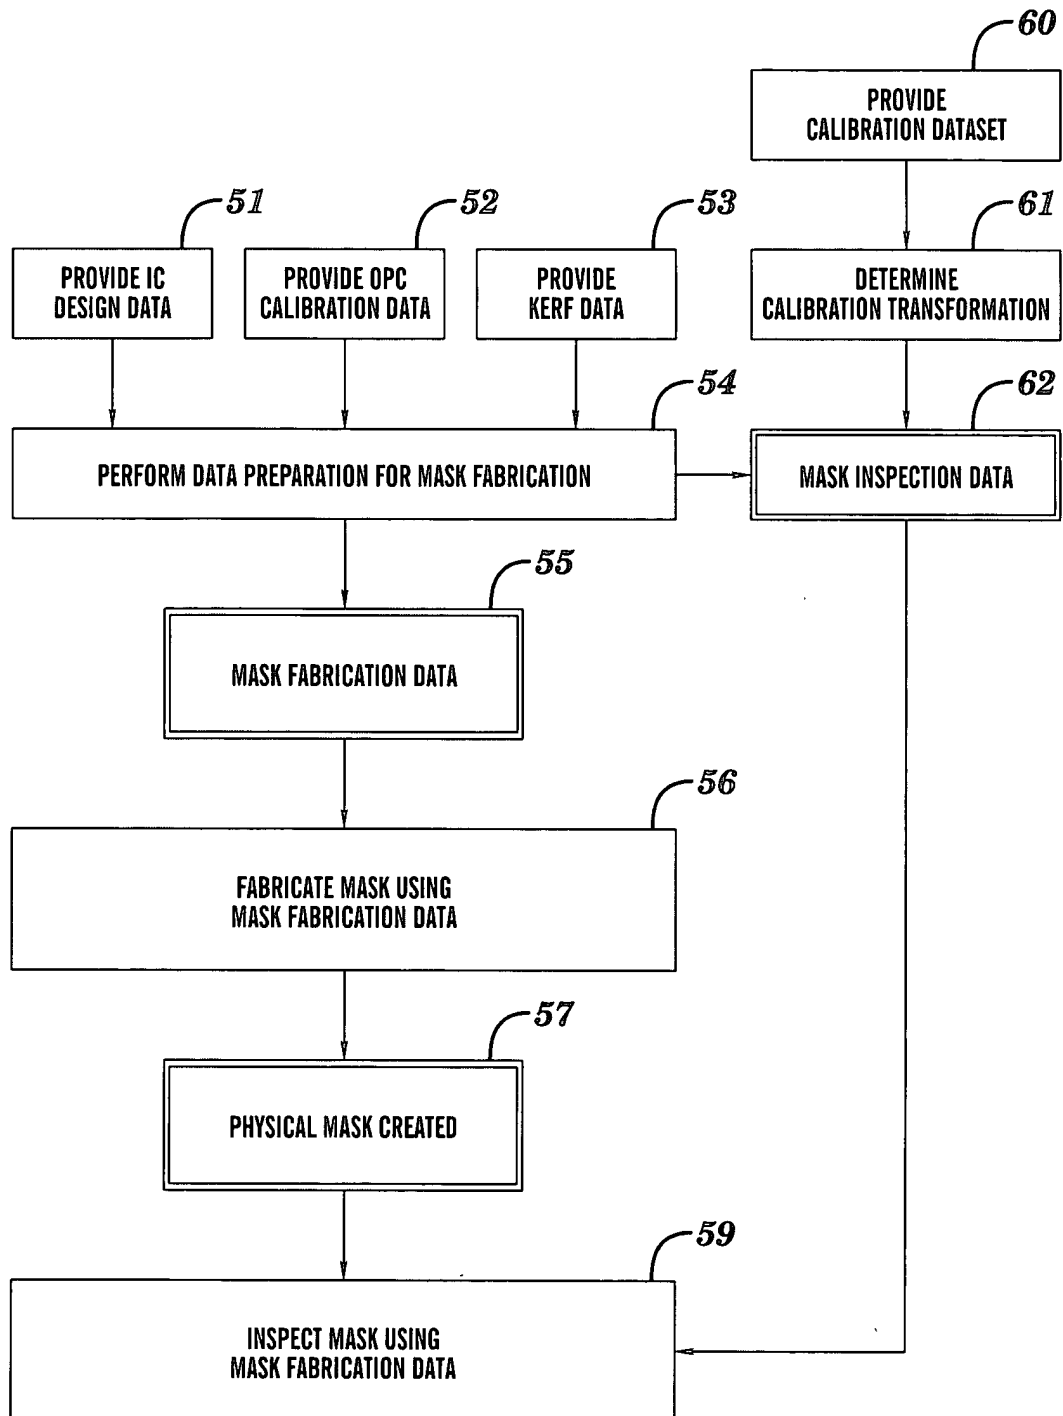 60
PROVIDE
CALIBRATION DATASET
51
52
53
61
PROVIDE IC
DESIGN DATA
PROVIDE OPC
CALIBRATION DATA
PROVIDE
KERF DATA
DETERMINE
CALIBRATION TRANSFORMATION
54
62
PERFORM DATA PREPARATION FOR MASK FABRICATION
MASK INSPECTION DATA
55
MASK FABRICATION DATA
56
FABRICATE MASK USING
MASK FABRICATION DATA
57
PHYSICAL MASK CREATED
59
INSPECT MASK USING
MASK FABRICATION DATA